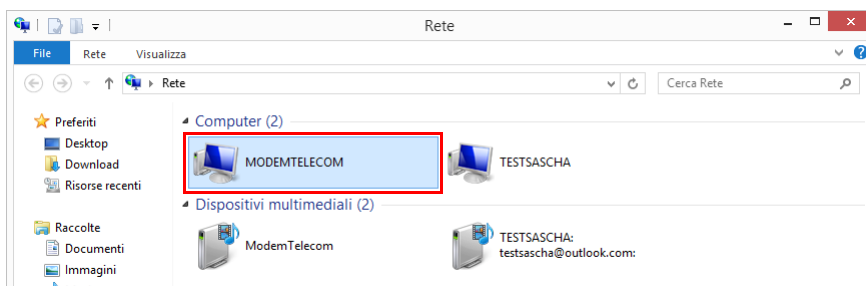 Rete
File Rete Visualizza
Rete Cerca Rete
Preferiti
Desktop
Download
Risorse recenti
Raccolte
Documenti
Immagini
Computer (2)
MODEMTELECOM TESTSASCHA
Dispositivi multimediali (2)
ModemTelecom TESTSASCHA:
testsascha@outlook.com: